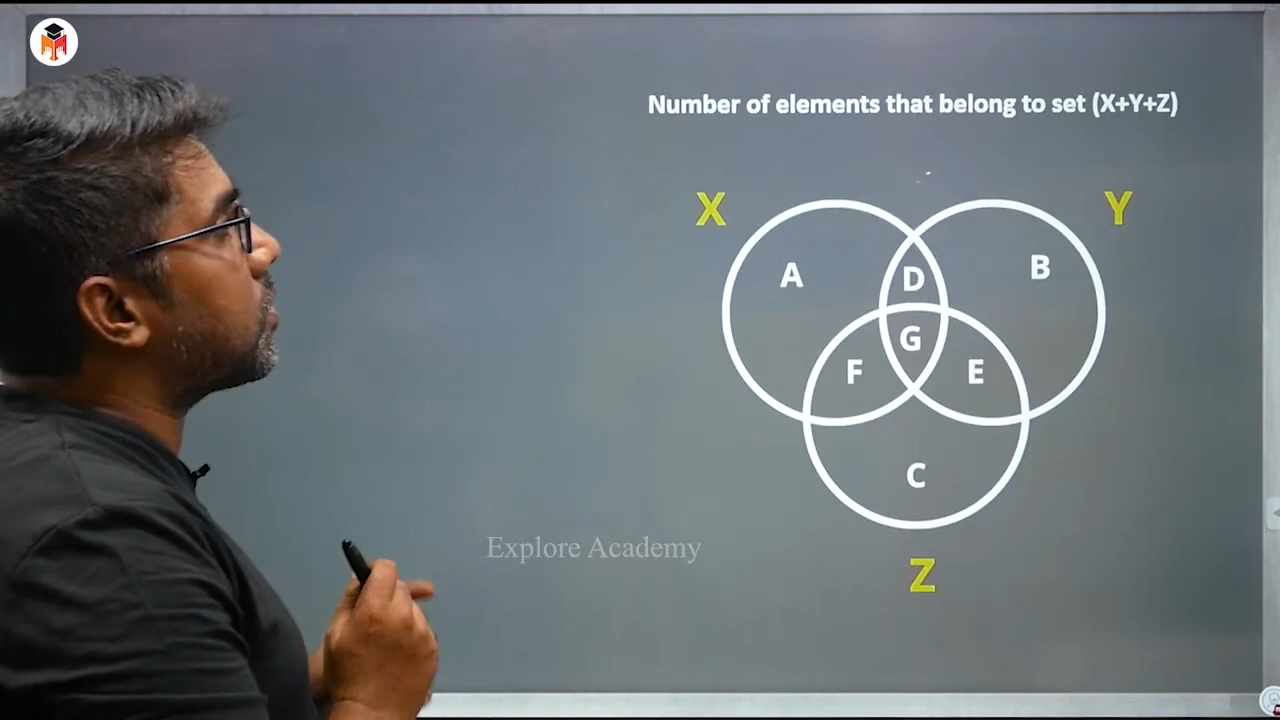 Number of elements that belong to set (X+Y+Z)
X
Y
A
D
B
G
F
E
C
Explore Academy
Z